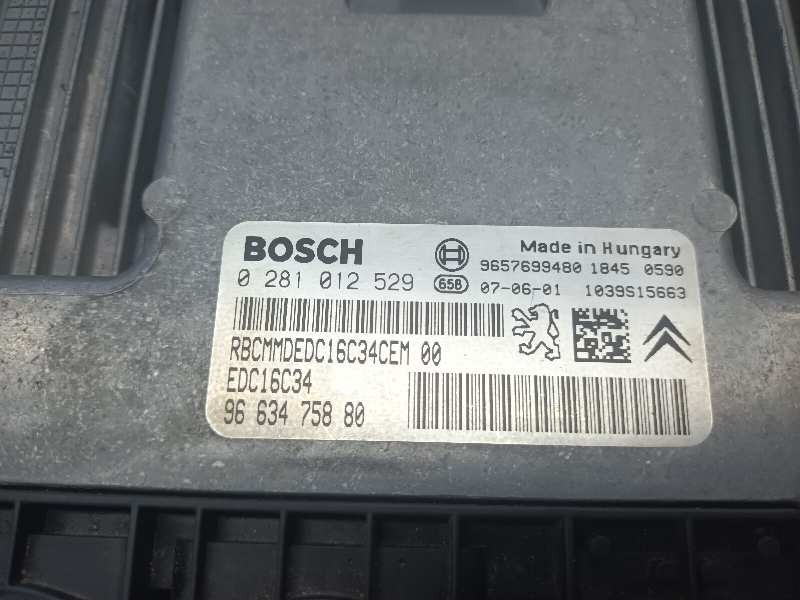 BOSCH
Made in Hungary
9657699480 1845 0590
0 281 012 529 658 07-06-01 1039S15663
RBCMMDEDC16C34CEM 00
EDC16C34
96 634 758 80